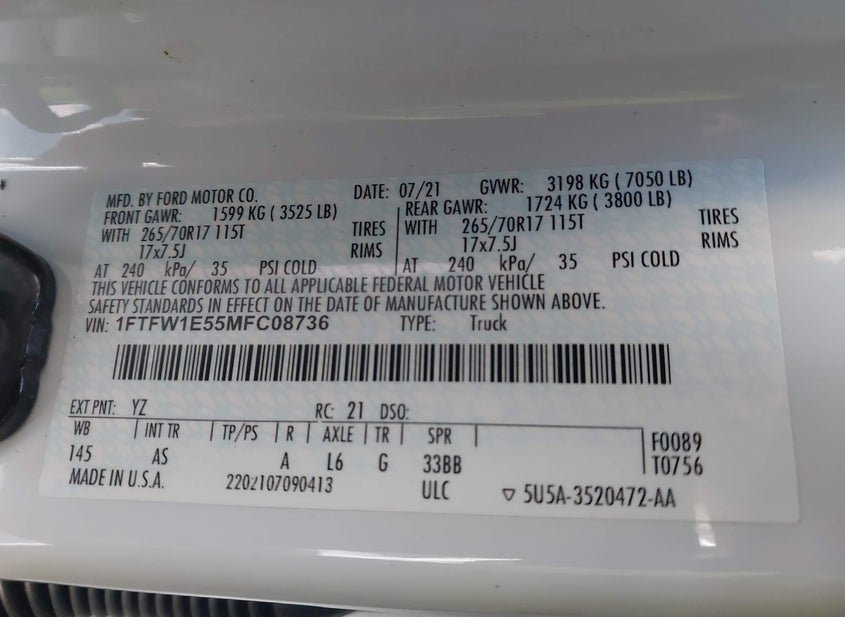 MFD. BY FORD MOTOR CO. DATE: 07/21 GVWR: 3198 KG ( 7050 LB)
FRONT GAWR: 1599 KG ( 3525 LB) REAR GAWR: 1724 KG ( 3800 LB)
WITH 265/70R17 115T TIRES WITH 265/70R17 115T TIRES
17x7.5J RIMS 17x7.5J RIMS
AT 240 kPa/ 35 PSI COLD AT 240 kPa/ 35 PSI COLD
THIS VEHICLE CONFORMS TO ALL APPLICABLE FEDERAL MOTOR VEHICLE
SAFETY STANDARDS IN EFFECT ON THE DATE OF MANUFACTURE SHOWN ABOVE.
VIN: 1FTFW1E55MFC08736 TYPE: Truck
EXT PNT: YZ RC: 21 DSO:
WB INT TR TP/PS R AXLE TR SPR F0089
145 AS A L6 G 33BB T0756
MADE IN U.S.A. 2202107090413 ULC 5U5A-3520472-AA